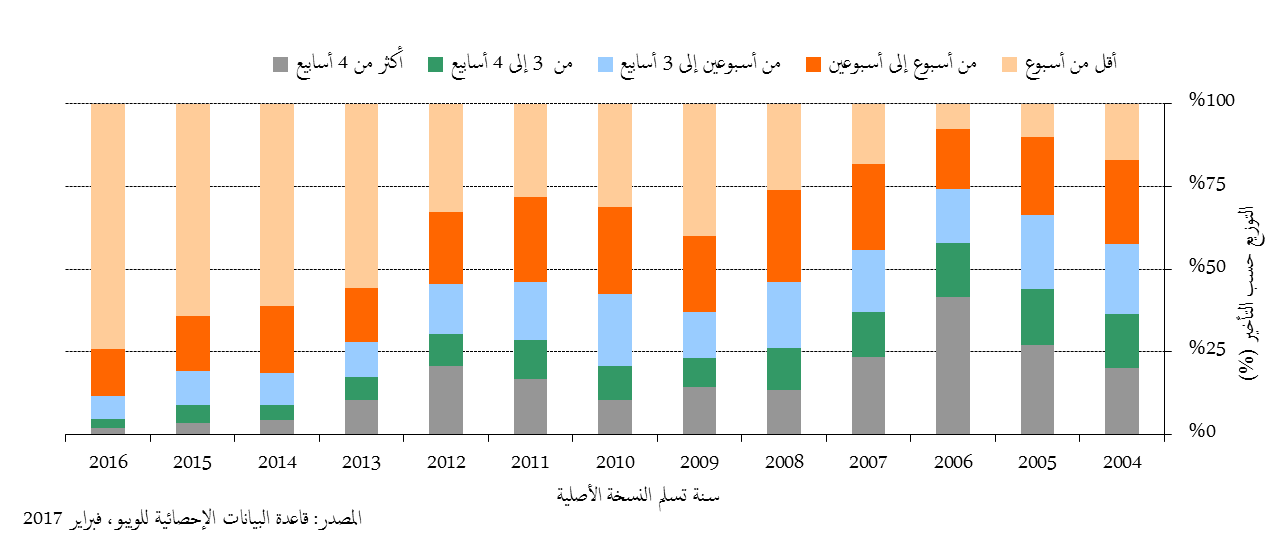 أقل من أسبوع من أسبوع إلى أسبوعين من أسبوعين إلى 3 أسابيع من 3 إلى 4 أسابيع أكثر من 4 أسابيع
%100
%75
%50
%25
%0
التوزيع حسب التأخير (%)
2004 2005 2006 2007 2008 2009 2010 2011 2012 2013 2014 2015 2016
سنة تسلم النسخة الأصلية
المصدر: قاعدة البيانات الإحصائية للويبو، فبراير 2017